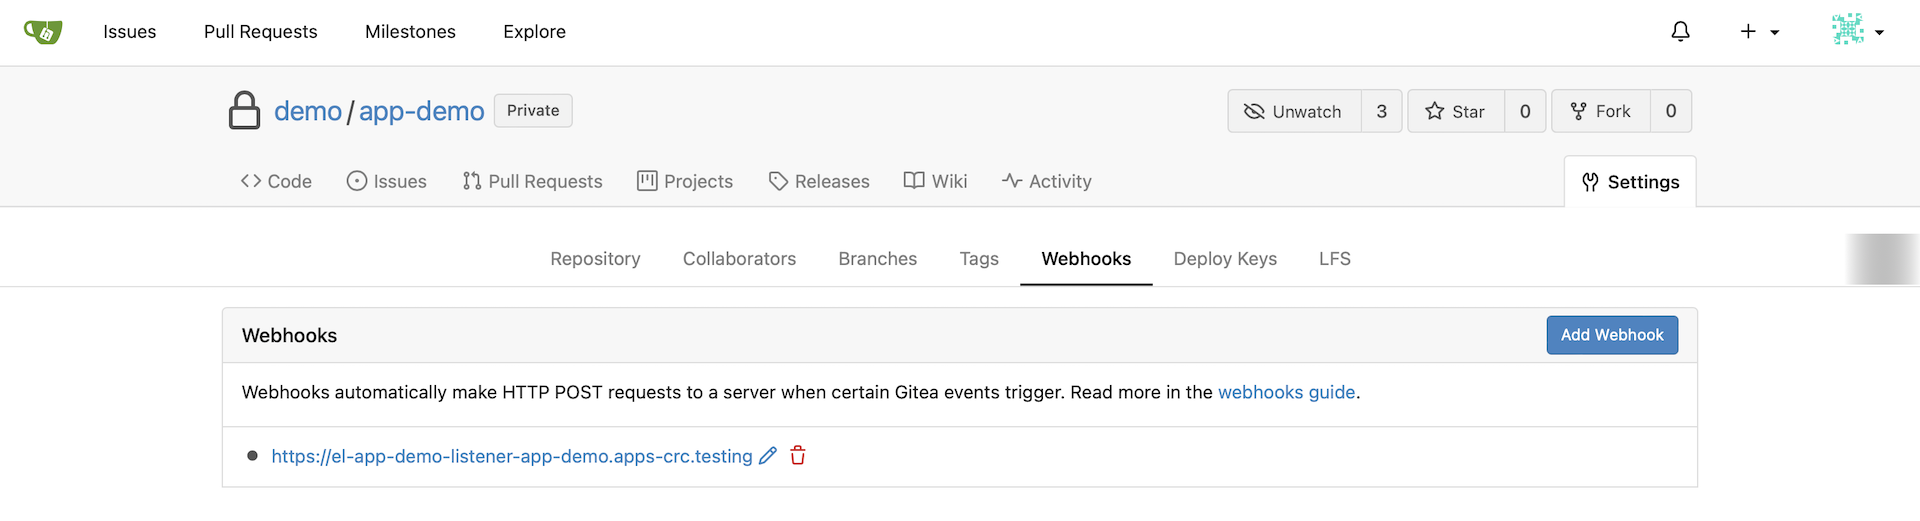 Issues Pull Requests Milestones Explore
demo/app-demo Private Unwatch 3 Star 0 Fork 0
Code Issues Pull Requests Projects Releases Wiki Activity Settings
Repository Collaborators Branches Tags Webhooks Deploy Keys LFS
Webhooks Add Webhook
Webhooks automatically make HTTP POST requests to a server when certain Gitea events trigger. Read more in the webhooks guide.
https://el-app-demo-listener-app-demo.apps-crc.testing